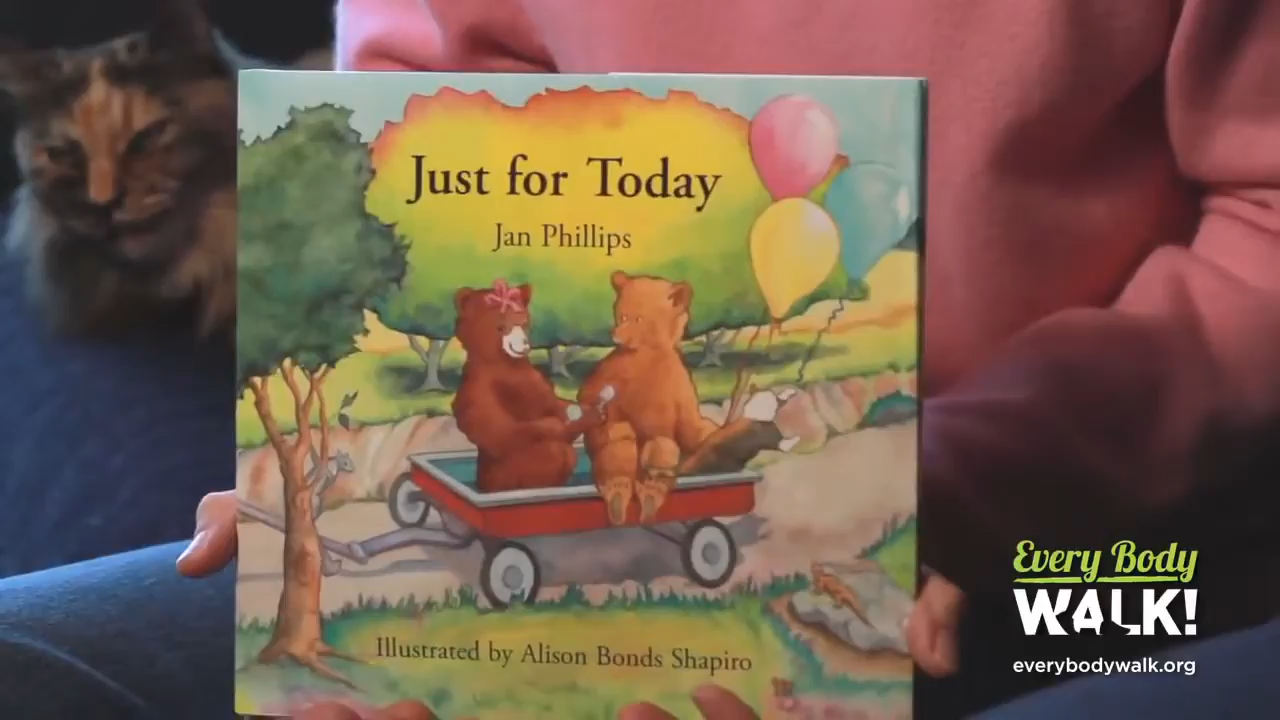 Just for Today
Jan Phillips
Illustrated by Alison Bonds Shapiro
Every Body
WALK!
everybodywalk.org